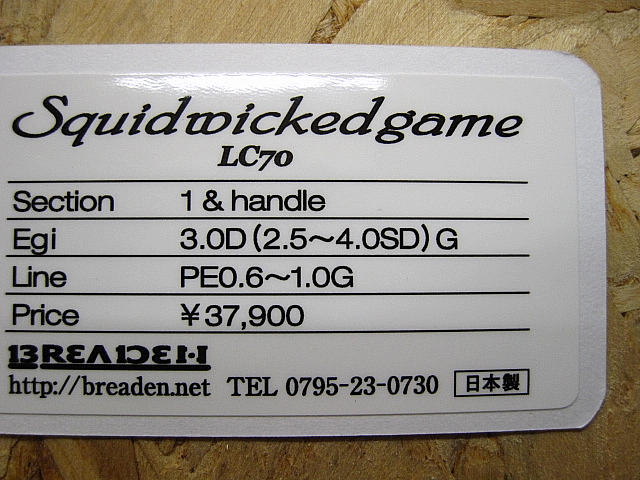 Squidwickedgame
LC70
Section 1 & handle
Egi 3.0D (2.5～4.0SD) G
Line PE0.6～1.0G
Price ￥37,900
BREADEN
http://breaden.net TEL 0795-23-0730 日本製